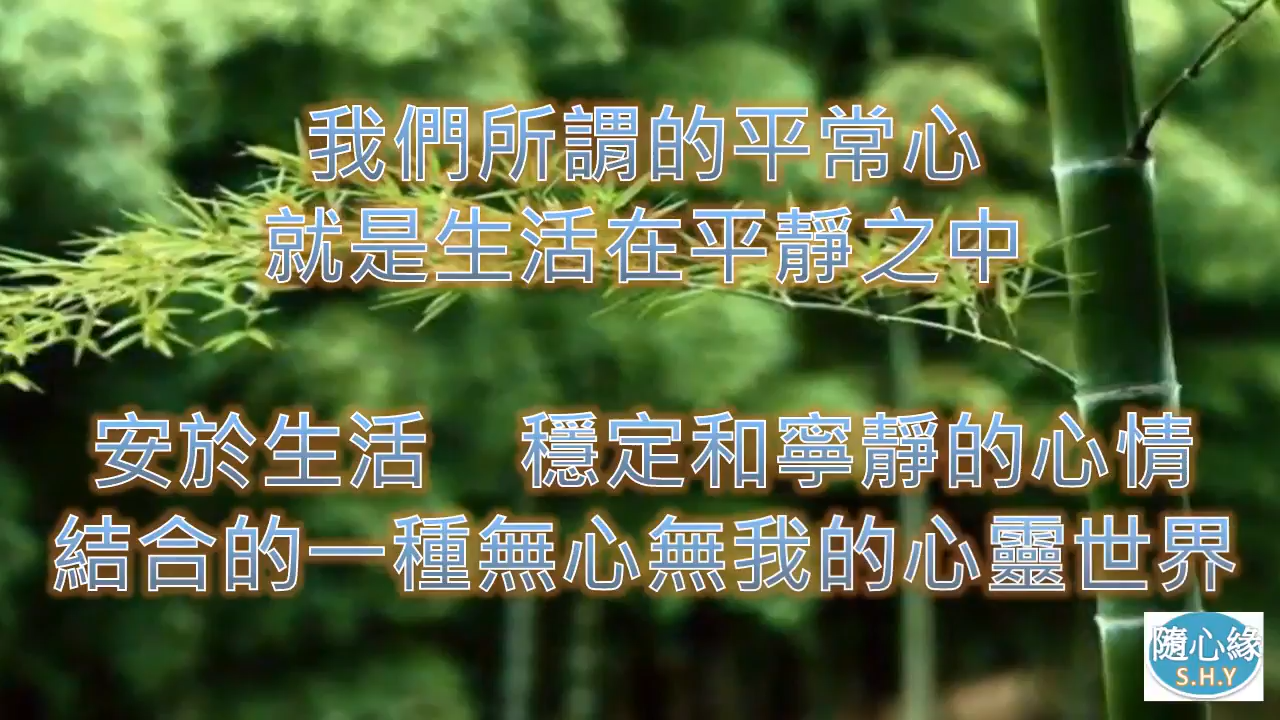 我們所謂的平常心
就是生活在平靜之中
安於生活　穩定和寧靜的心情
結合的一種無心無我的心靈世界
隨心緣
S.H.Y